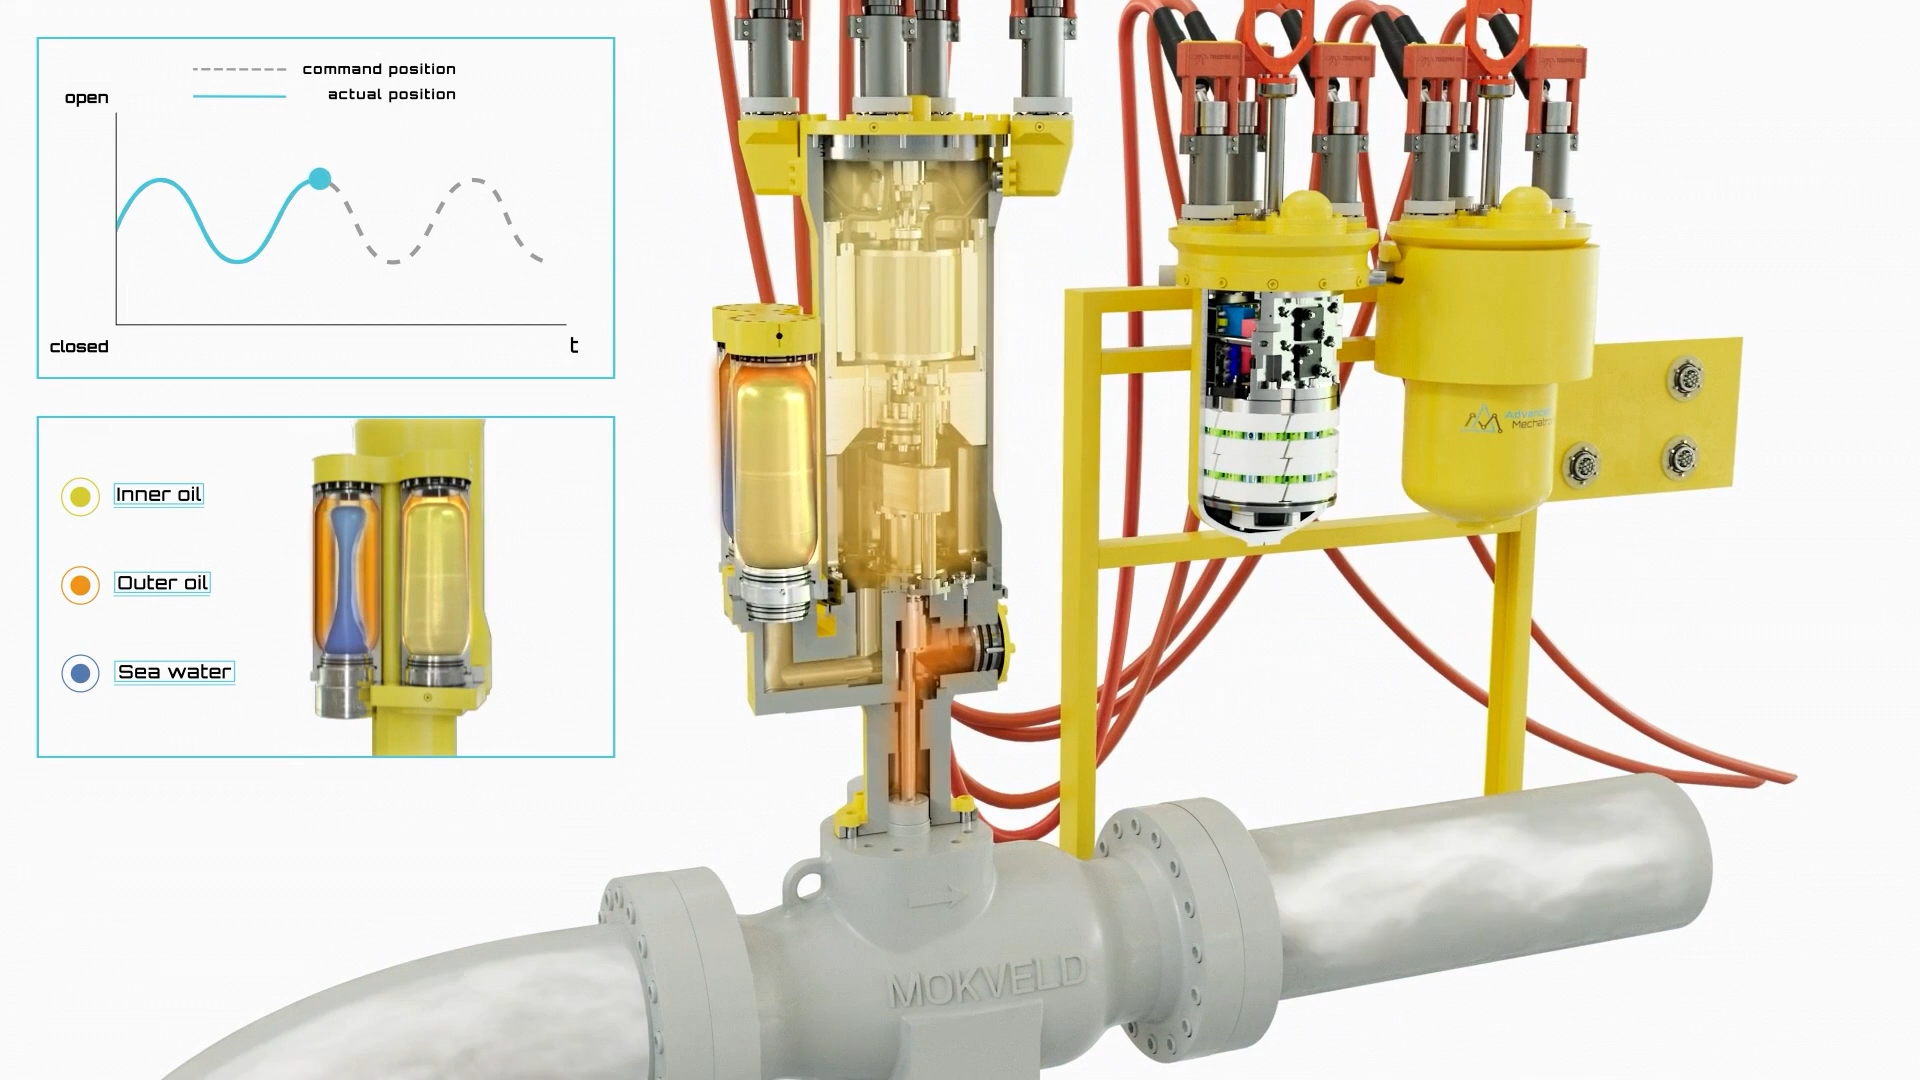 command position
actual position
open
closed
t
Inner oil
Outer oil
Sea water
MOKVELD